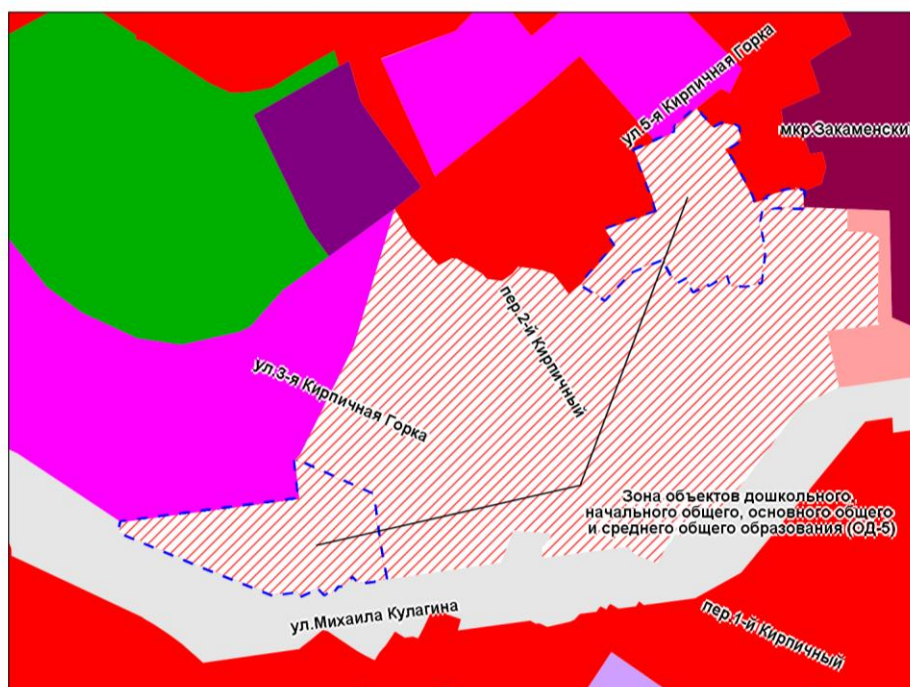 ул.5-я Кирпичная Горка
мкр.Закаменский
пер.2-й Кирпичный
ул.3-я Кирпичная Горка
Зона объектов дошкольного,
начального общего, основного общего
и среднего общего образования (ОД-5)
ул.Михаила Кулагина
пер.1-й Кирпичный